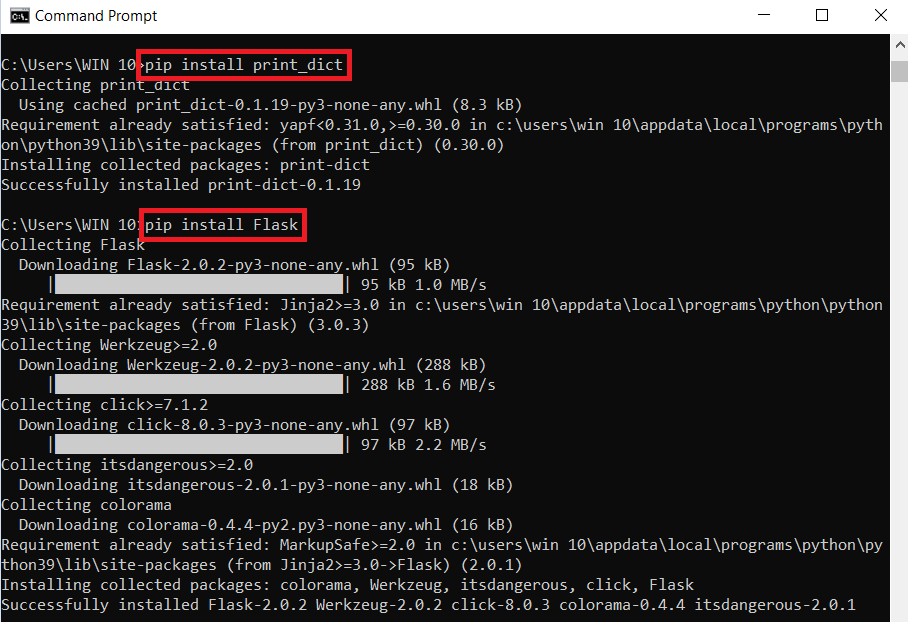 Command Prompt
C:\Users\WIN 10>pip install print_dict
Collecting print_dict
Using cached print_dict-0.1.19-py3-none-any.whl (8.3 kB)
Requirement already satisfied: yapf<0.31.0,>=0.30.0 in c:\users\win 10\appdata\local\programs\pyth
on\python39\lib\site-packages (from print_dict) (0.30.0)
Installing collected packages: print-dict
Successfully installed print-dict-0.1.19
C:\Users\WIN 10>pip install Flask
Collecting Flask
Downloading Flask-2.0.2-py3-none-any.whl (95 kB)
| | 95 kB 1.0 MB/s
Requirement already satisfied: Jinja2>=3.0 in c:\users\win 10\appdata\local\programs\python\python
39\lib\site-packages (from Flask) (3.0.3)
Collecting Werkzeug>=2.0
Downloading Werkzeug-2.0.2-py3-none-any.whl (288 kB)
| | 288 kB 1.6 MB/s
Collecting click>=7.1.2
Downloading click-8.0.3-py3-none-any.whl (97 kB)
| | 97 kB 2.2 MB/s
Collecting itsdangerous>=2.0
Downloading itsdangerous-2.0.1-py3-none-any.whl (18 kB)
Collecting colorama
Downloading colorama-0.4.4-py2.py3-none-any.whl (16 kB)
Requirement already satisfied: MarkupSafe>=2.0 in c:\users\win 10\appdata\local\programs\python\py
thon39\lib\site-packages (from Jinja2>=3.0->Flask) (2.0.1)
Installing collected packages: colorama, Werkzeug, itsdangerous, click, Flask
Successfully installed Flask-2.0.2 Werkzeug-2.0.2 click-8.0.3 colorama-0.4.4 itsdangerous-2.0.1